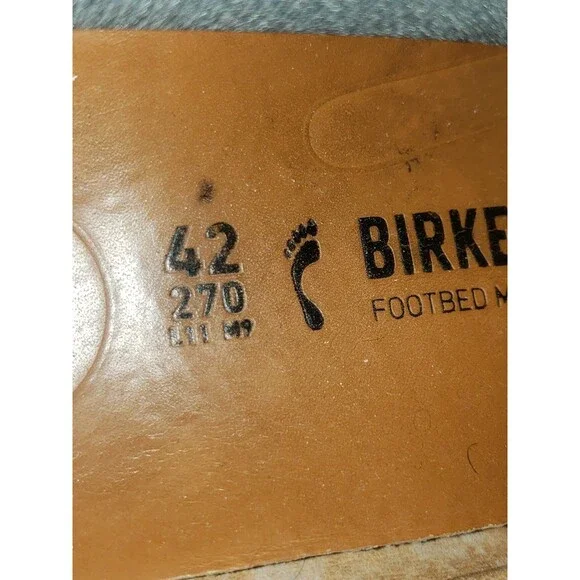 42
270
L11 M9
BIRKE
FOOTBED M